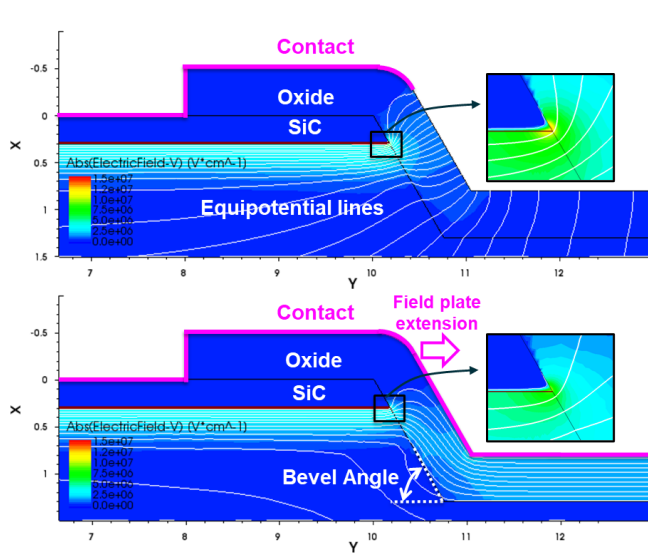 Contact
-0.5
Oxide
0
SiC
X
Abs(ElectricField-V) (V*cm^-1)
0.5
1.5e+07
1.2e+07
1.0e+07
7.5e+06
5.0e+06
2.5e+06
0.0e+00
1
Equipotential lines
1.5
7
8
9
10
11
12
Y
Contact
Field plate
extension
-0.5
Oxide
0
SiC
X
0.5
Abs(ElectricField-V) (V*cm^-1)
1.5e+07
1.2e+07
1.0e+07
7.5e+06
5.0e+06
2.5e+06
0.0e+00
1
Bevel Angle
7
8
9
10
11
12
Y